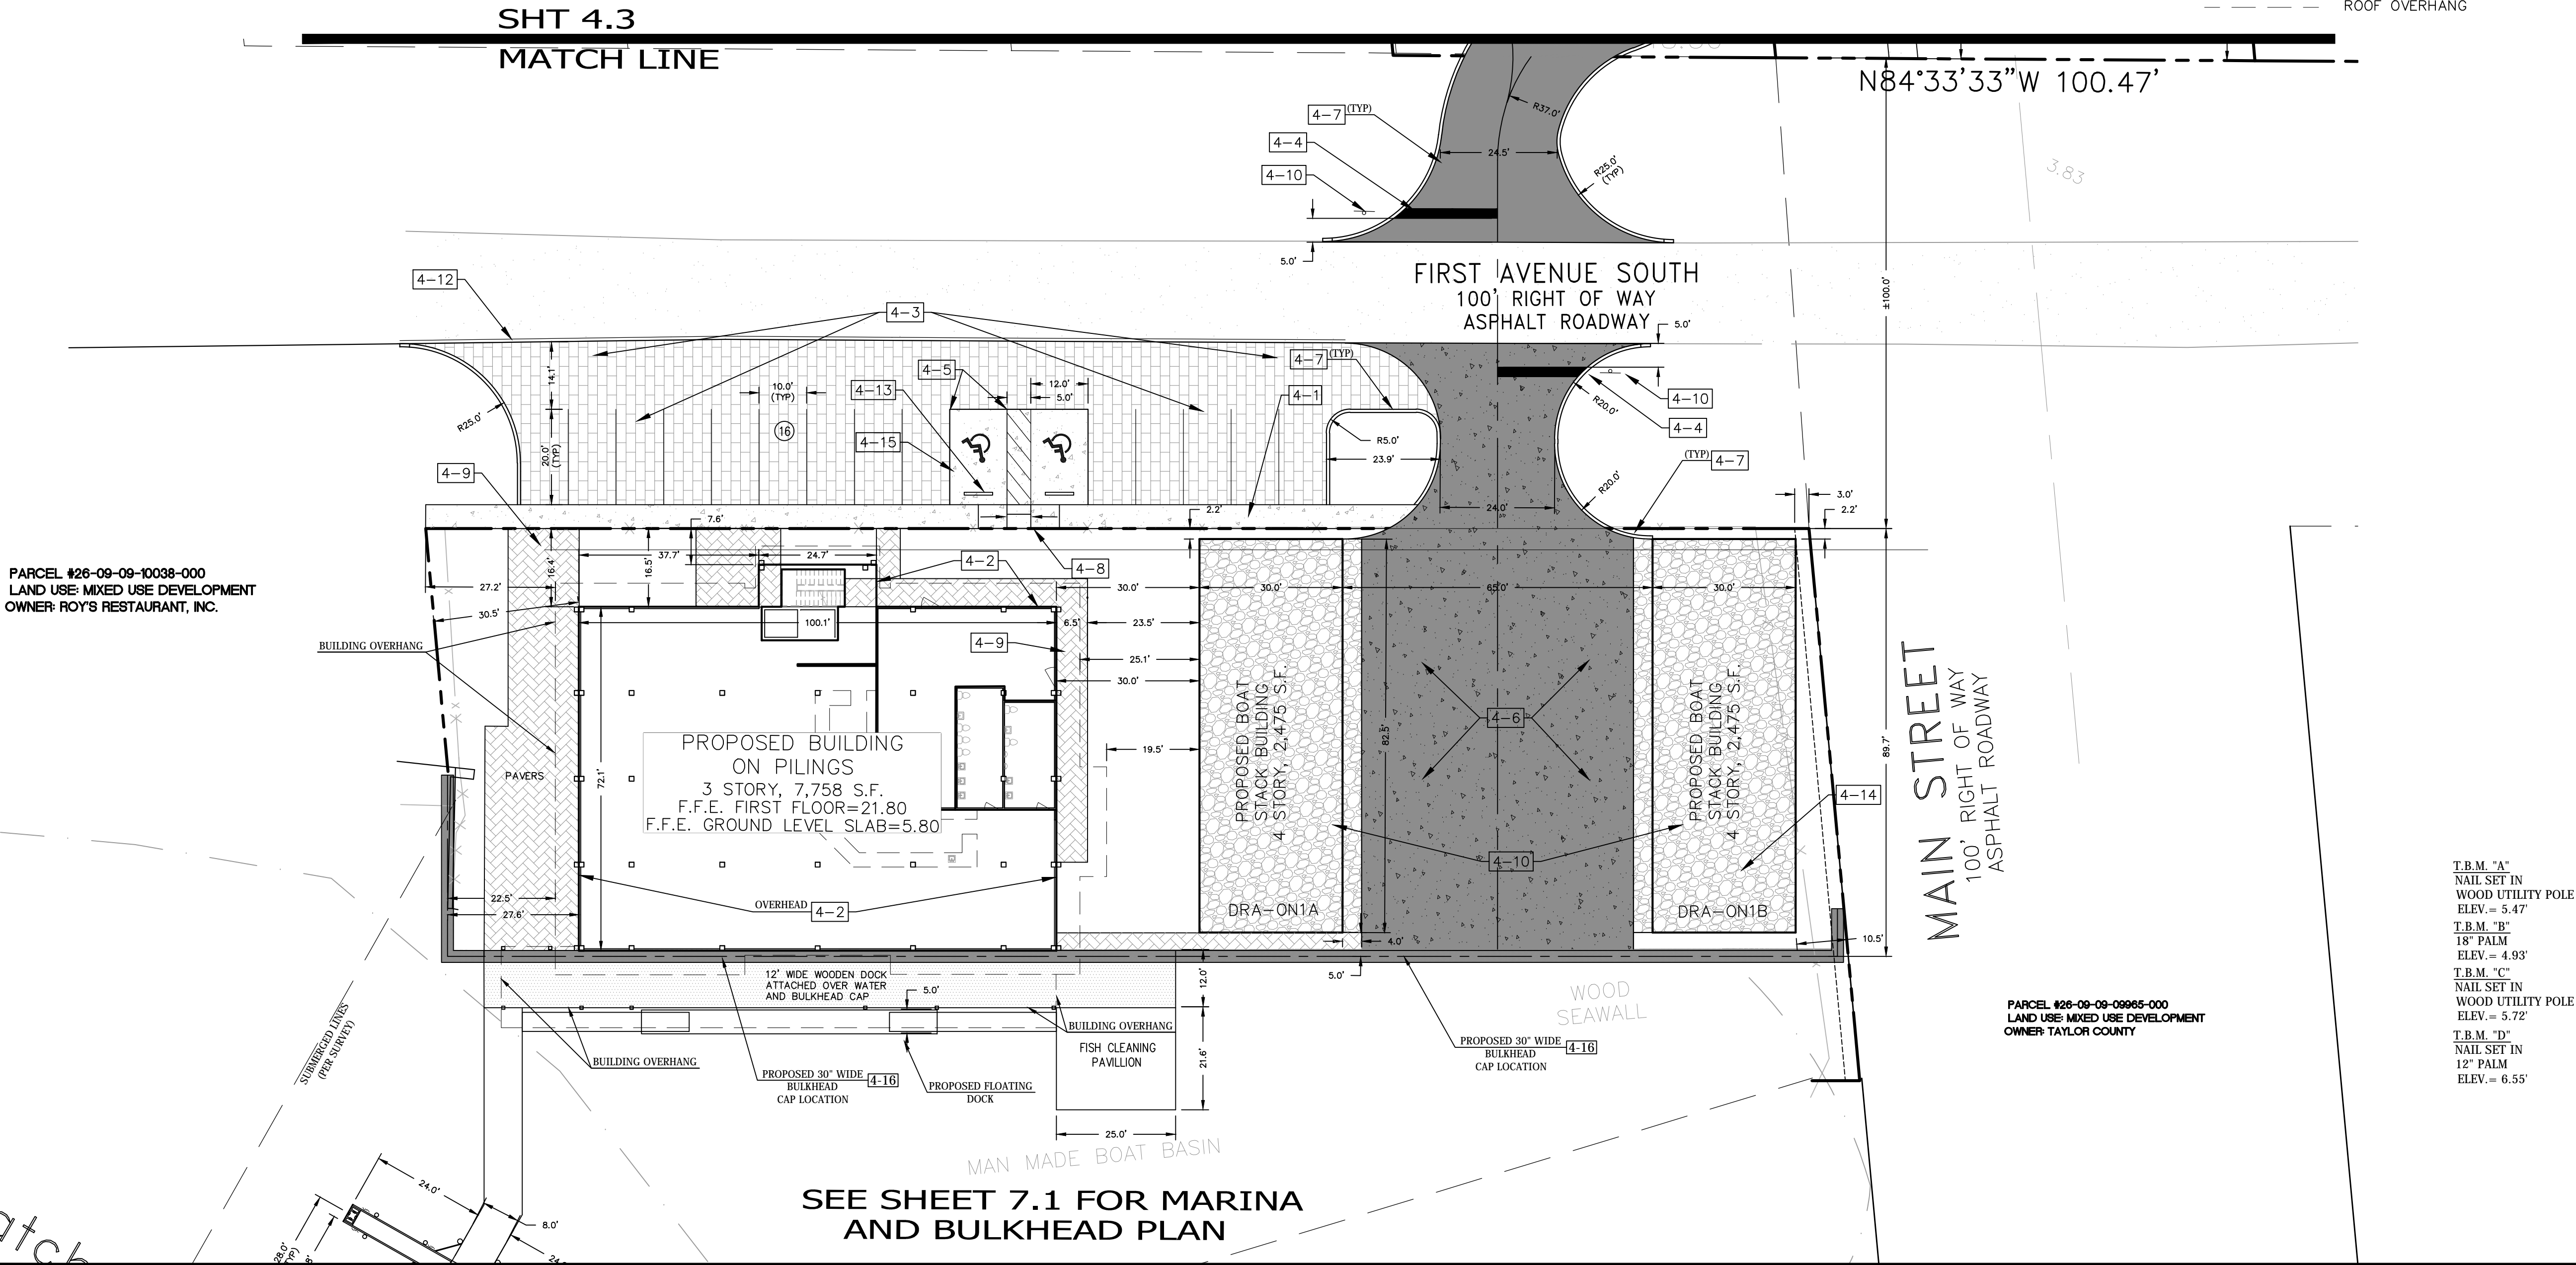 ROOF OVERHANG
SHT 4.3
MATCH LINE
N84°33'33"W 100.47'
4-7 (TYP)
R37.0'
4-4
24.5'
R25.0'
(TYP)
4-10
3.83
5.0'
FIRST AVENUE SOUTH
100' RIGHT OF WAY
ASPHALT ROADWAY
±100.0'
4-12
4-3
5.0'
14.1'
4-7 (TYP)
4-5
10.0'
(TYP)
4-13
12.0'
5.0'
4-1
4-10
R20.0'
4-4
R25.0'
16
4-15
R5.0'
20.0'
(TYP)
23.9'
(TYP) 4-7
4-9
R20.0'
3.0'
7.6'
2.2'
24.0'
2.2'
37.7'
24.7'
4-2
4-8
16.4'
16.5'
PARCEL #26-09-09-10038-000
LAND USE: MIXED USE DEVELOPMENT
OWNER: ROY'S RESTAURANT, INC.
27.2'
30.5'
30.0'
30.0'
65.0'
30.0'
100.1'
6.5'
23.5'
BUILDING OVERHANG
4-9
25.1'
30.0'
PROPOSED BOAT
STACK BUILDING
4 STORY, 2,475 S.F.
4-6
PROPOSED BOAT
STACK BUILDING
4 STORY, 2,475 S.F.
82.5'
89.7'
MAIN STREET
100' RIGHT OF WAY
ASPHALT ROADWAY
19.5'
PROPOSED BUILDING
ON PILINGS
3 STORY, 7,758 S.F.
F.F.E. FIRST FLOOR=21.80
F.F.E. GROUND LEVEL SLAB=5.80
72.1'
PAVERS
4-14
4-10
22.5'
27.6'
OVERHEAD 4-2
DRA-ON1A
DRA-ON1B
4.0'
10.5'
T.B.M. "A"
NAIL SET IN
WOOD UTILITY POLE
ELEV.= 5.47'
T.B.M. "B"
18" PALM
ELEV.= 4.93'
T.B.M. "C"
NAIL SET IN
WOOD UTILITY POLE
ELEV.= 5.72'
T.B.M. "D"
NAIL SET IN
12" PALM
ELEV.= 6.55'
12' WIDE WOODEN DOCK
ATTACHED OVER WATER
AND BULKHEAD CAP
5.0'
12.0'
5.0'
WOOD
SEAWALL
PARCEL #26-09-09-09965-000
LAND USE: MIXED USE DEVELOPMENT
OWNER: TAYLOR COUNTY
BUILDING OVERHANG
FISH CLEANING
PAVILLION
21.6'
PROPOSED 30" WIDE 4-16
BULKHEAD
CAP LOCATION
SUBMERGED LINES
(PER SURVEY)
BUILDING OVERHANG
PROPOSED 30" WIDE 4-16
BULKHEAD
CAP LOCATION
PROPOSED FLOATING
DOCK
25.0'
MAN MADE BOAT BASIN
SEE SHEET 7.1 FOR MARINA
AND BULKHEAD PLAN
24.0'
8.0'
28.0'